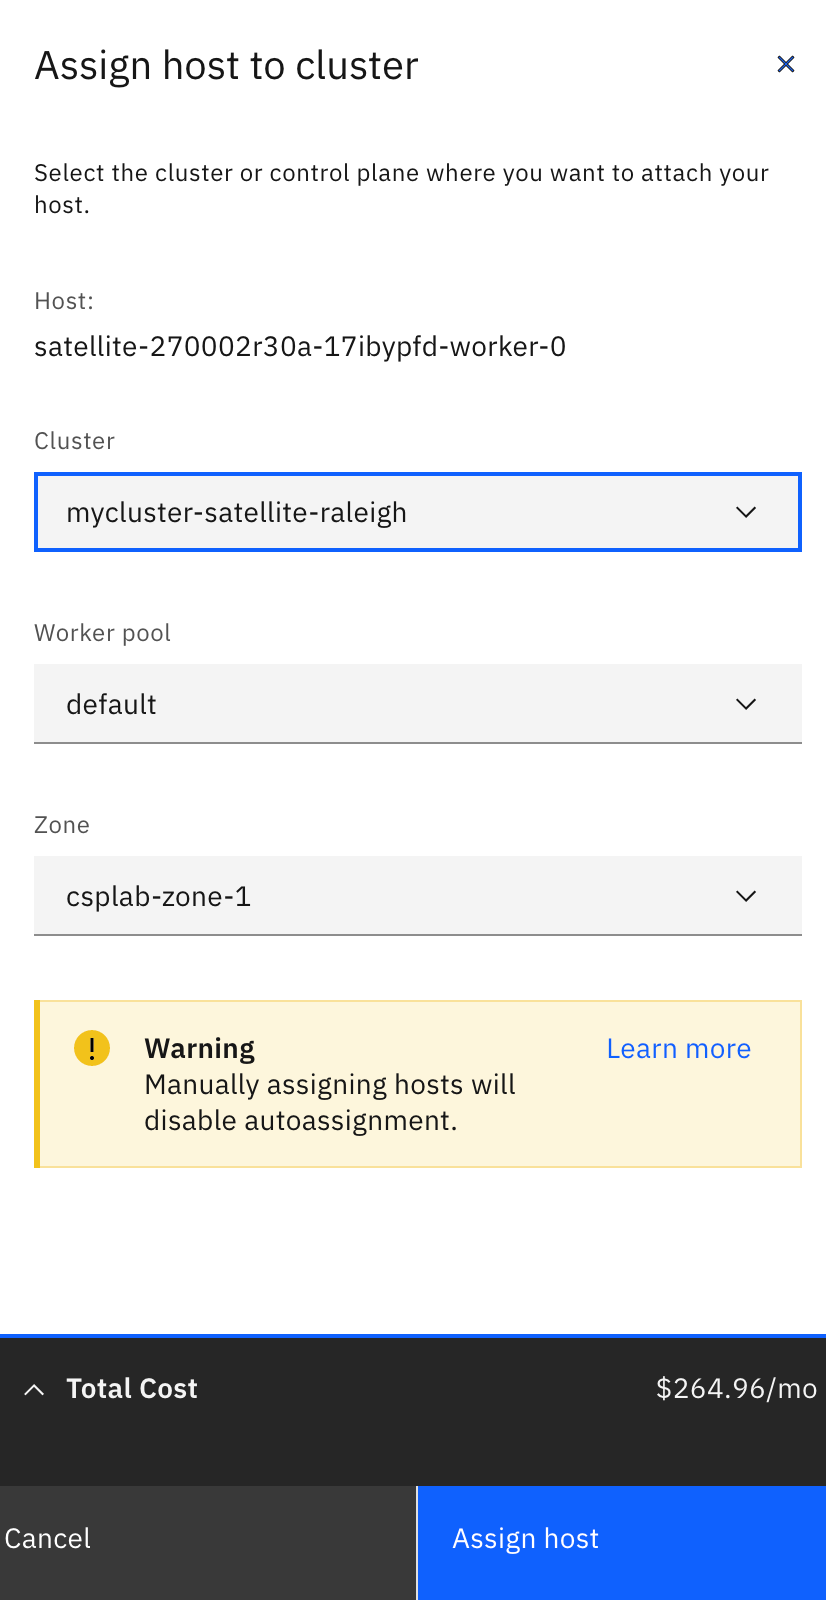 Assign host to cluster
Select the cluster or control plane where you want to attach your
host.
Host:
satellite-270002r30a-17ibypfd-worker-0
Cluster
mycluster-satellite-raleigh
Worker pool
default
Zone
csplab-zone-1
Warning
Learn more
Manually assigning hosts will
disable autoassignment.
Total Cost
$264.96/mo
Cancel
Assign host